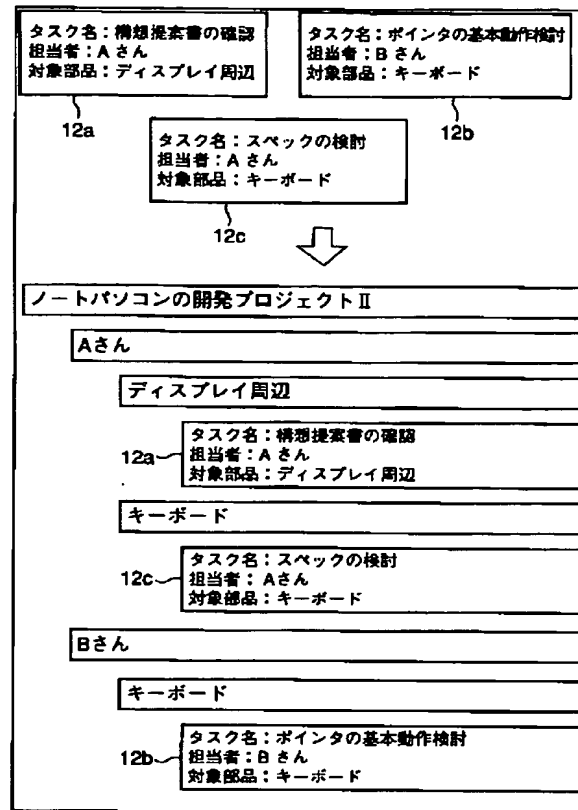 タスク名：構想提案書の確認
担当者：Aさん
対象部品：ディスプレイ周辺
12a
タスク名：ポインタの基本動作検討
担当者：Bさん
対象部品：キーボード
12b
タスク名：スペックの検討
担当者：Aさん
対象部品：キーボード
12c
ノートパソコンの開発プロジェクトⅡ
Aさん
ディスプレイ周辺
12a
タスク名：構想提案書の確認
担当者：Aさん
対象部品：ディスプレイ周辺
キーボード
12c
タスク名：スペックの検討
担当者：Aさん
対象部品：キーボード
Bさん
キーボード
12b
タスク名：ポインタの基本動作検討
担当者：Bさん
対象部品：キーボード